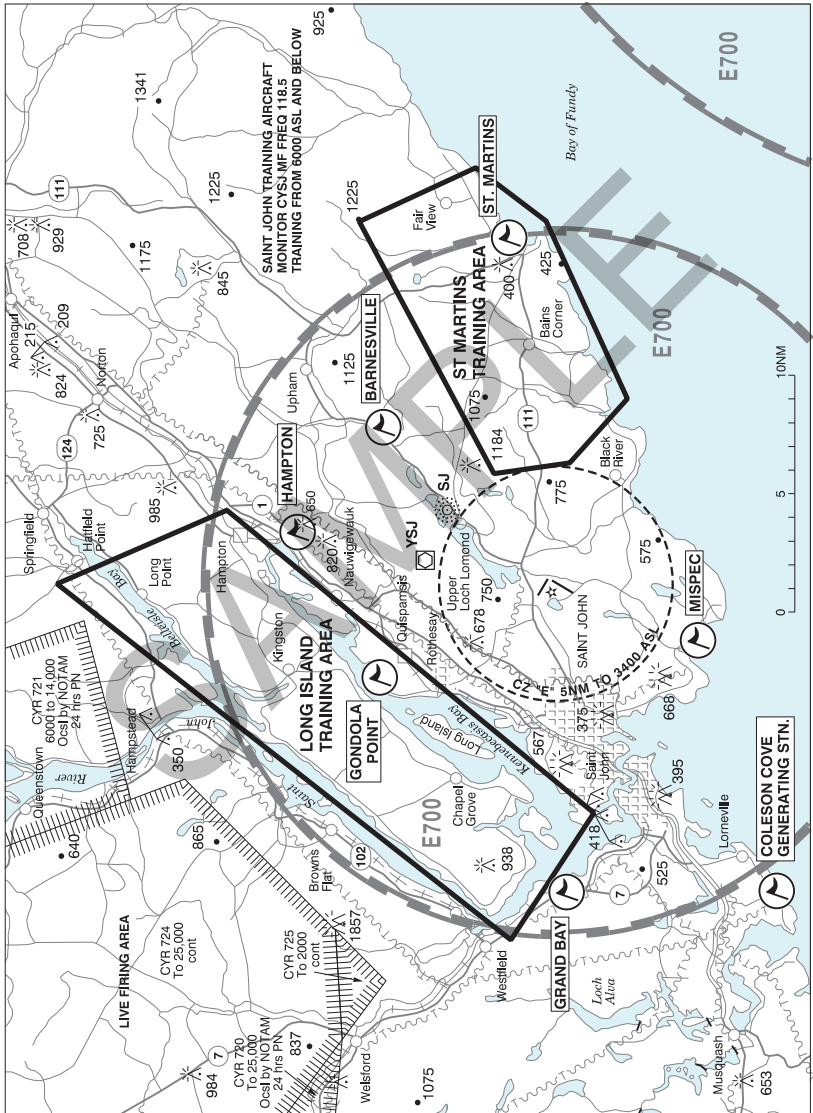 925
1341
SAINT JOHN TRAINING AIRCRAFT
MONITOR CYSJ MF FREQ 118.5
TRAINING FROM 6000 ASL AND BELOW
E700
Bay of Fundy
111
708
929
1175
1225
845
1225
Fair
View
ST. MARTINS
Apohaqui
215
209
824
Norton
725
124
Upham
1125
BARNESVILLE
ST MARTINS
TRAINING AREA
400
425
Bains
Corner
E700
1075
111
1184
10NM
5
0
Springfield
985
Hatfield
Point
Long
Point
Belleisle
Bay
Hampton
1
HAMPTON
650
820
Nauwigewauk
SJ
YSJ
Black
River
775
575
Upper
Loch Lomond
750
678
Quispamsis
Rothesay
Kingston
CYR 721
6000 to 14.000
Ocsl by NOTAM
24 hrs PN
Queenstown
River
Hampstead
John
350
LONG ISLAND
TRAINING AREA
GONDOLA
POINT
SAINT JOHN
MISPEC
CZ "E" 5NM TO 3400 ASL
668
375
Long Island
Kennebecasis Bay
567
Saint
John
395
640
865
Saint
Browns
Flat
102
E700
Chapel
Grove
938
418
Lorneville
COLESON COVE
GENERATING STN.
525
7
GRAND BAY
LIVE FIRING AREA
CYR 724
To 25,000
cont
CYR 725
To 2000
cont
1857
Westfield
Loch
Alva
984
7
CYR 720
To 25,000
Ocsl by NOTAM
24 hrs PN
837
Welsford
1075
Musquash
653
SAMPLE